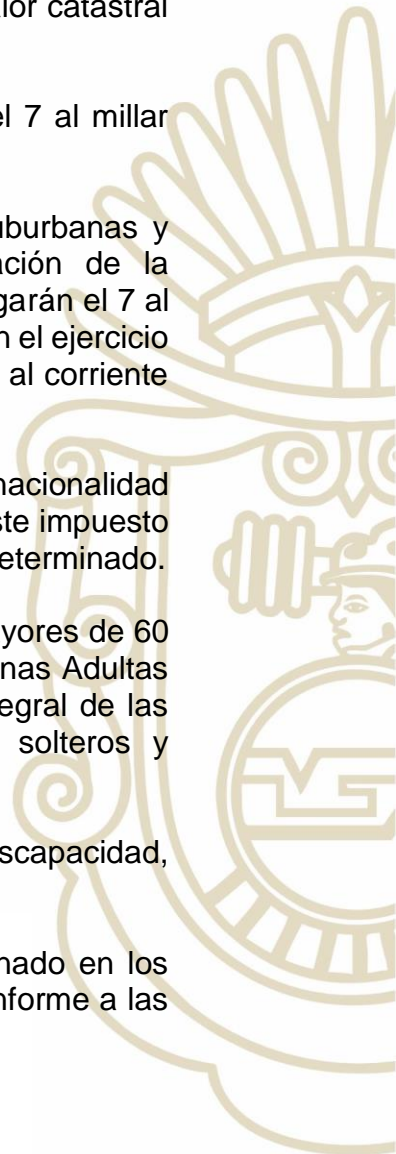 lor catastral
el 7 al millar
uburbanas y
ación de la
garán el 7 al
n el ejercicio
al corriente
nacionalidad
ste impuesto
eterminado.
yores de 60
nas Adultas
egral de las
solteros y
scapacidad,
nado en los
nforme a las